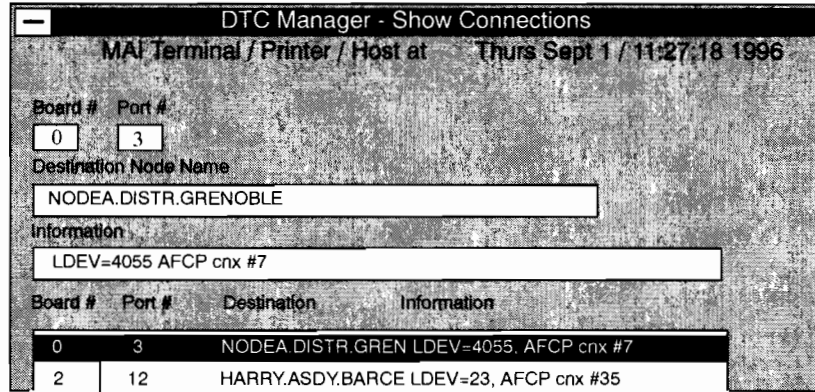 DTC Manager - Show Connections
MAI Terminal / Printer / Host at Thurs Sept 1 / 11:27:18 1996
Board # Port #
0 3
Destination Node Name
NODEA.DISTR.GRENOBLE
Information
LDEV=4055 AFCP cnx #7
Board # Port # Destination Information
0 3 NODEA.DISTR.GREN LDEV=4055, AFCP cnx #7
2 12 HARRY.ASDY.BARCE LDEV=23, AFCP cnx #35